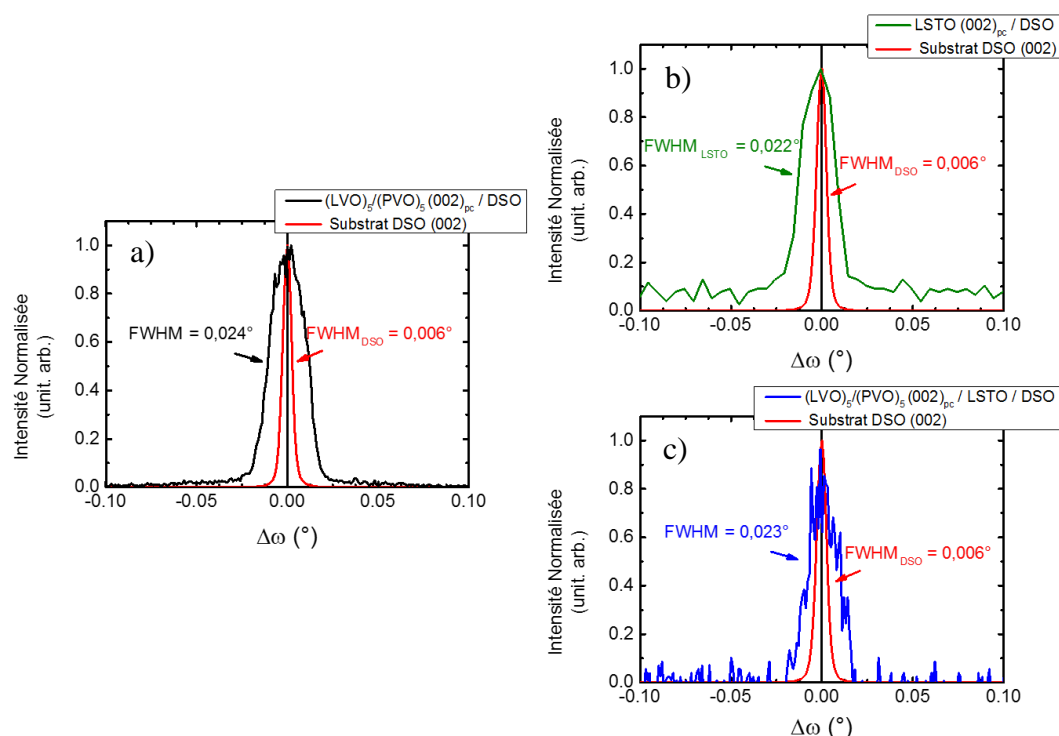 (LVO)5/(PVO)5 (002)pc / DSO
Substrat DSO (002)
a)
Intensité Normalisée
(unit. arb.)
1.0
0.8
0.6
0.4
0.2
0.0
FWHM = 0,024°
FWHMDSO = 0,006°
-0.10
-0.05
0.00
0.05
0.10
Δω (°)
LSTO (002)pc / DSO
Substrat DSO (002)
b)
Intensité Normalisée
(unit. arb.)
1.0
0.8
0.6
0.4
0.2
0.0
FWHMLSTO = 0,022°
FWHMDSO = 0,006°
-0.10
-0.05
0.00
0.05
0.10
Δω (°)
(LVO)5/(PVO)5 (002)pc / LSTO / DSO
Substrat DSO (002)
c)
Intensité Normalisée
(unit. arb.)
1.0
0.8
0.6
0.4
0.2
0.0
FWHM = 0,023°
FWHMDSO = 0,006°
-0.10
-0.05
0.00
0.05
0.10
Δω (°)